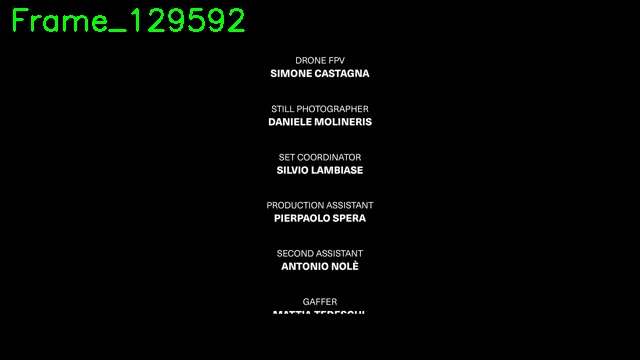 Frame_129592
DRONE FPV
SIMONE CASTAGNA
STILL PHOTOGRAPHER
DANIELE MOLINERIS
SET COORDINATOR
SILVIO LAMBIASE
PRODUCTION ASSISTANT
PIERPAOLO SPERA
SECOND ASSISTANT
ANTONIO NOLÈ
GAFFER
MATTIA